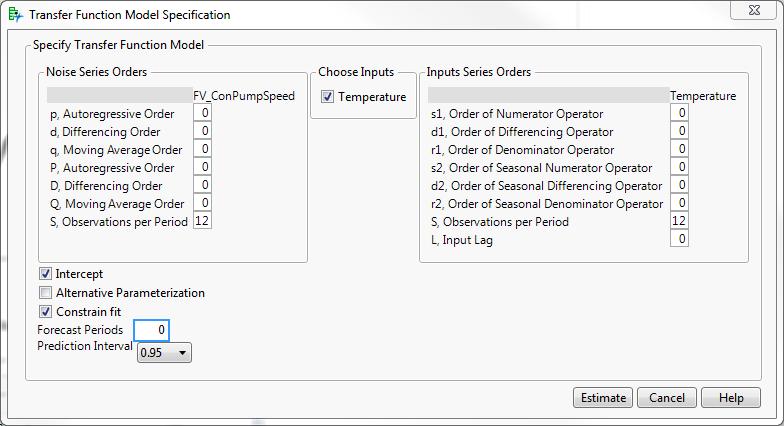 Transfer Function Model Specification
Specify Transfer Function Model
Noise Series Orders
FV_ConPumpSpeed
p, Autoregressive Order 0
d, Differencing Order 0
q, Moving Average Order 0
P, Autoregressive Order 0
D, Differencing Order 0
Q, Moving Average Order 0
S, Observations per Period 12
Choose Inputs
Temperature
Inputs Series Orders
Temperature
s1, Order of Numerator Operator 0
d1, Order of Differencing Operator 0
r1, Order of Denominator Operator 0
s2, Order of Seasonal Numerator Operator 0
d2, Order of Seasonal Differencing Operator 0
r2, Order of Seasonal Denominator Operator 0
S, Observations per Period 12
L, Input Lag 0
Intercept
Alternative Parameterization
Constrain fit
Forecast Periods 0
Prediction Interval 0.95
Estimate Cancel Help